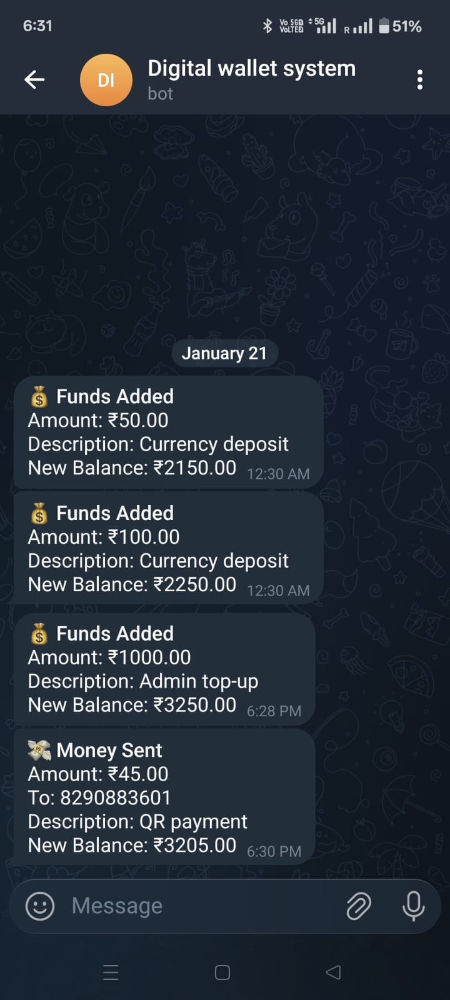 6:31
Vo 5G
VoLTE2
5G
R
51%
DI
Digital wallet system
bot
January 21
💰 Funds Added
Amount: ₹50.00
Description: Currency deposit
New Balance: ₹2150.00 12:30 AM
💰 Funds Added
Amount: ₹100.00
Description: Currency deposit
New Balance: ₹2250.00 12:30 AM
💰 Funds Added
Amount: ₹1000.00
Description: Admin top-up
New Balance: ₹3250.00 6:28 PM
💸 Money Sent
Amount: ₹45.00
To: 8290883601
Description: QR payment
New Balance: ₹3205.00 6:30 PM
Message